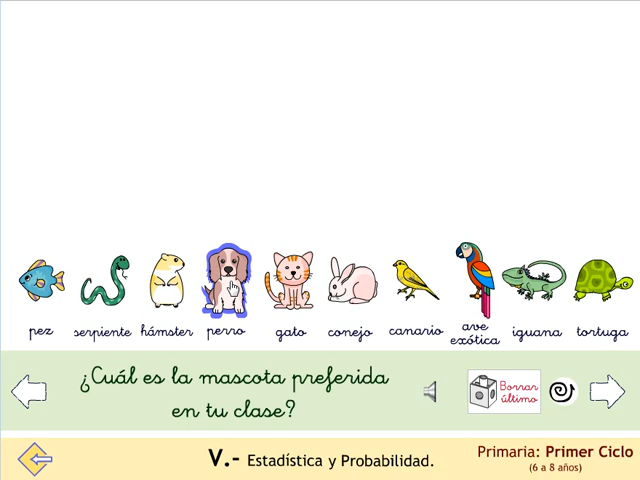 pez serpiente hámster perro gato conejo canario ave exótica iguana tortuga
¿Cuál es la mascota preferida
en tu clase?
Borrar
último
V.- Estadística y Probabilidad.
Primaria: Primer Ciclo
(6 a 8 años)